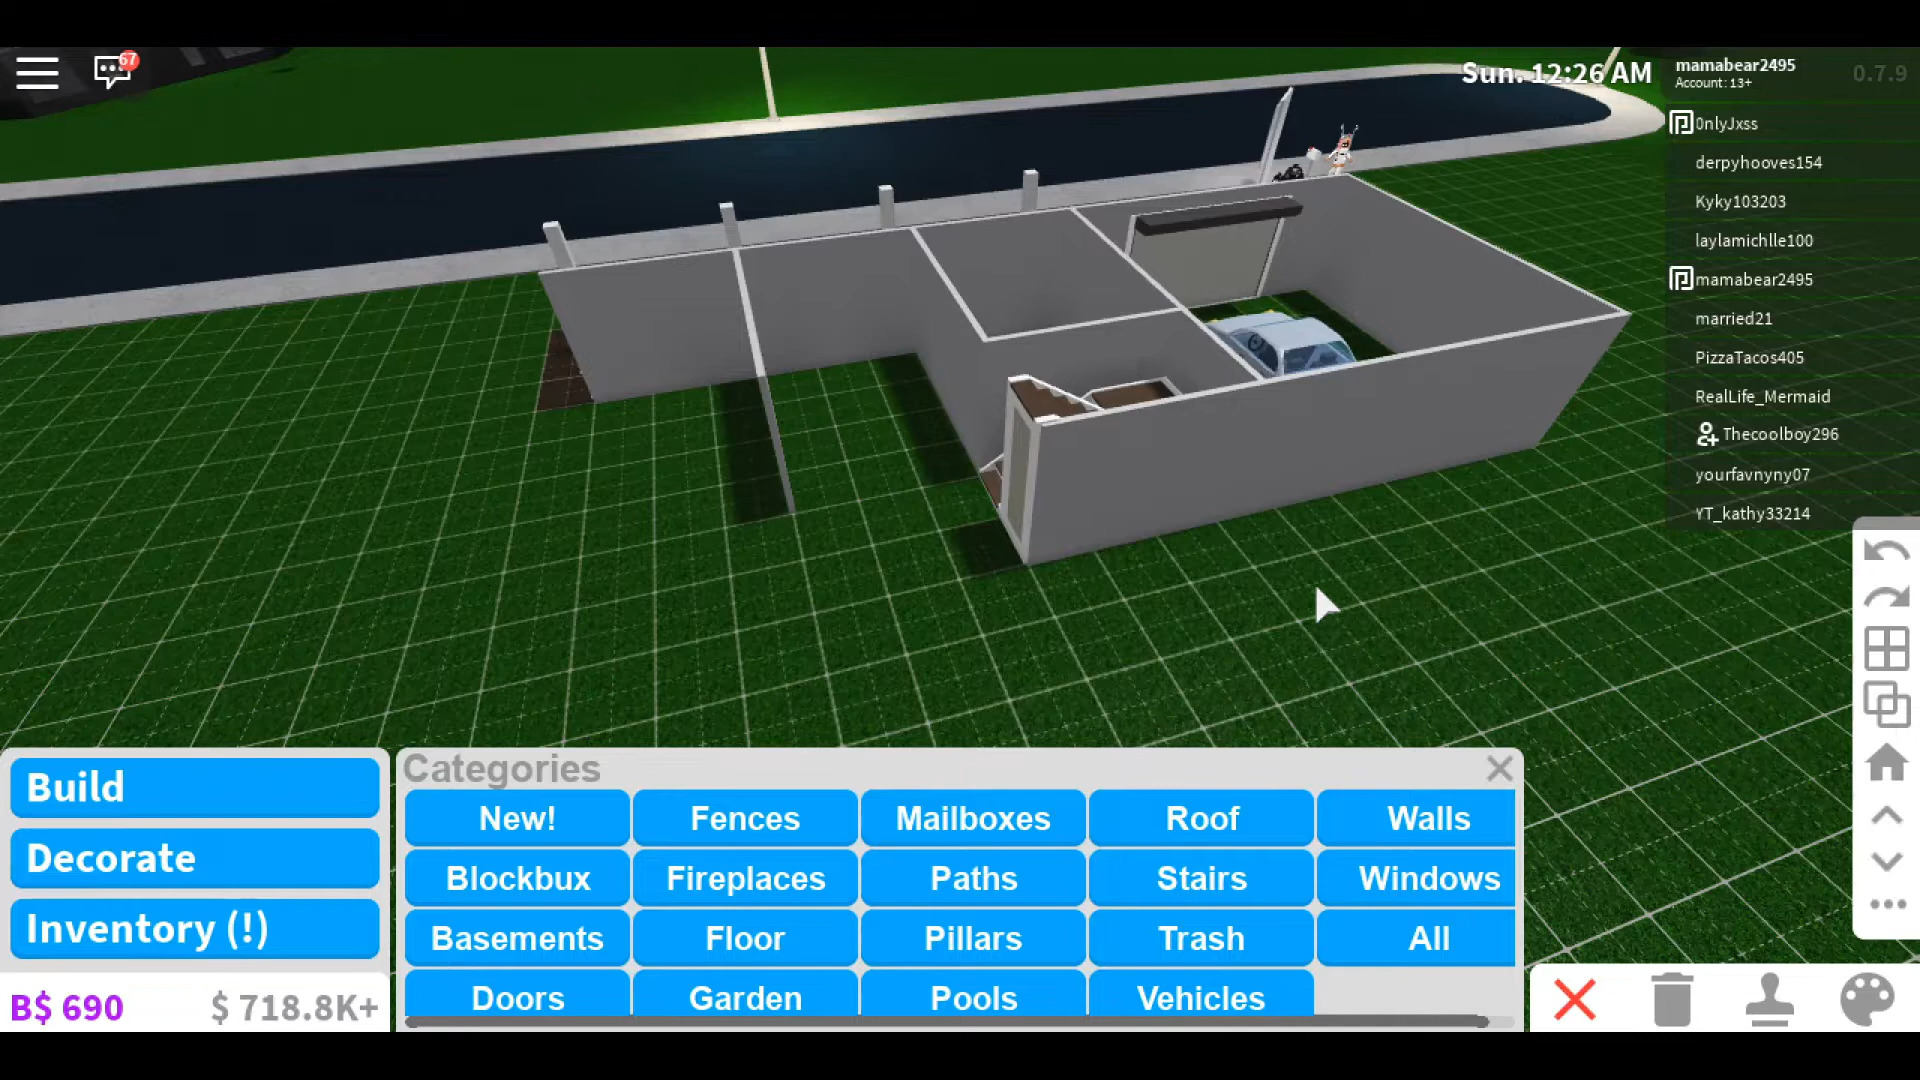 67
Sun. 12:26 AM
mamabear2495
Account: 13+
0.7.9
0nlyJxss
derpyhooves154
Kyky103203
laylamichlle100
mamabear2495
married21
PizzaTacos405
RealLife_Mermaid
Thecoolboy296
yourfavnyny07
YT_kathy33214
Build
Decorate
Inventory (!)
B$ 690
$ 718.8K+
Categories
New! Fences Mailboxes Roof Walls
Blockbux Fireplaces Paths Stairs Windows
Basements Floor Pillars Trash All
Doors Garden Pools Vehicles